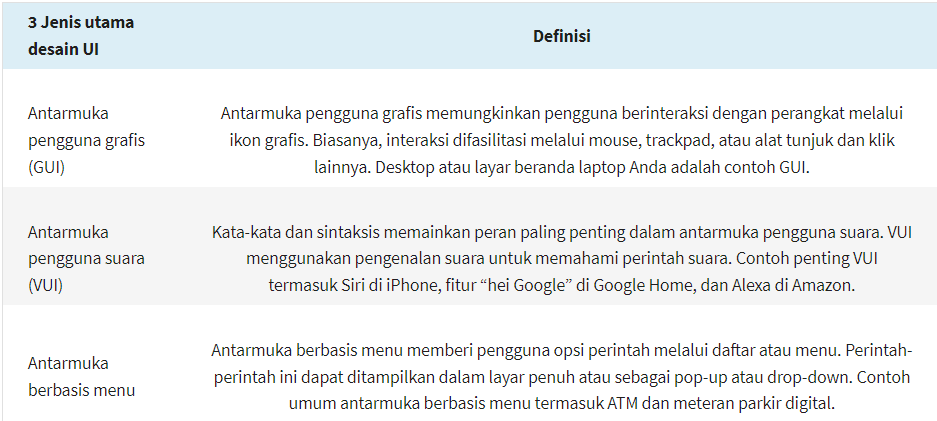 3 Jenis utama
desain UI
Definisi
Antarmuka
pengguna grafis
(GUI)
Antarmuka pengguna grafis memungkinkan pengguna berinteraksi dengan perangkat melalui
ikon grafis. Biasanya, interaksi difasilitasi melalui mouse, trackpad, atau alat tunjuk dan klik
lainnya. Desktop atau layar beranda laptop Anda adalah contoh GUI.
Antarmuka
pengguna suara
(VUI)
Kata-kata dan sintaksis memainkan peran paling penting dalam antarmuka pengguna suara. VUI
menggunakan pengenalan suara untuk memahami perintah suara. Contoh penting VUI
termasuk Siri di iPhone, fitur “hei Google” di Google Home, dan Alexa di Amazon.
Antarmuka
berbasis menu
Antarmuka berbasis menu memberi pengguna opsi perintah melalui daftar atau menu. Perintah-
perintah ini dapat ditampilkan dalam layar penuh atau sebagai pop-up atau drop-down. Contoh
umum antarmuka berbasis menu termasuk ATM dan meteran parkir digital.